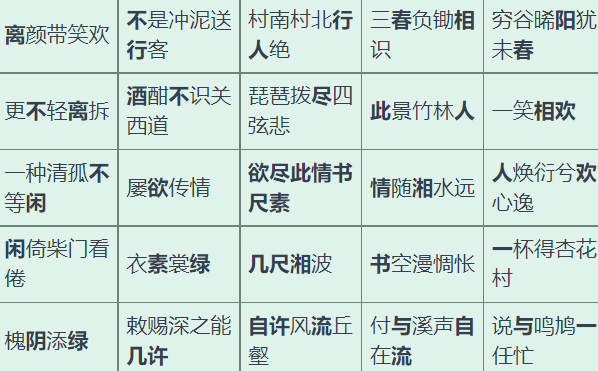 离颜带笑欢
不是冲泥送
行客
村南村北行
人绝
三春负锄相
识
穷谷晞阳犹
未春
更不轻离拆
酒酣不识关
西道
琵琶拨尽四
弦悲
此景竹林人
一笑相欢
一种清孤不
等闲
屡欲传情
欲尽此情书
尺素
情随湘水远
人焕衍兮欢
心逸
闲倚柴门看
倦
衣素裳绿
几尺湘波
书空漫惆怅
一杯得杏花
村
槐阴添绿
敕赐深之能
几许
自许风流丘
壑
付与溪声自
在流
说与鸣鸠一
任忙